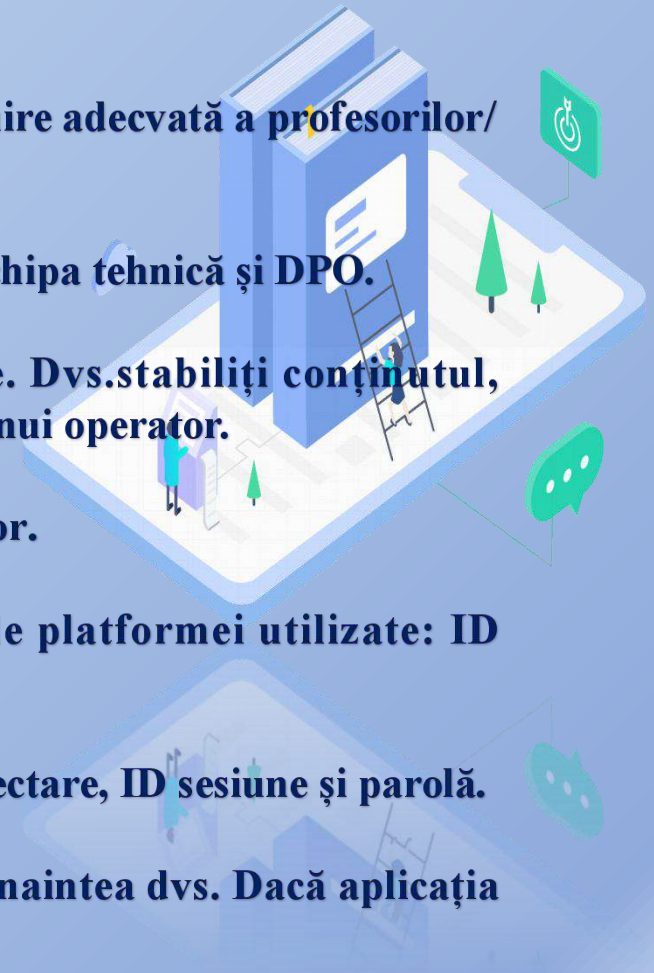 ire adecvată a profesorilor/
hipa tehnică și DPO.
e. Dvs.stabiliți conținutul,
nui operator.
or.
le platformei utilizate: ID
ectare, ID sesiune și parolă.
naintea dvs. Dacă aplicația